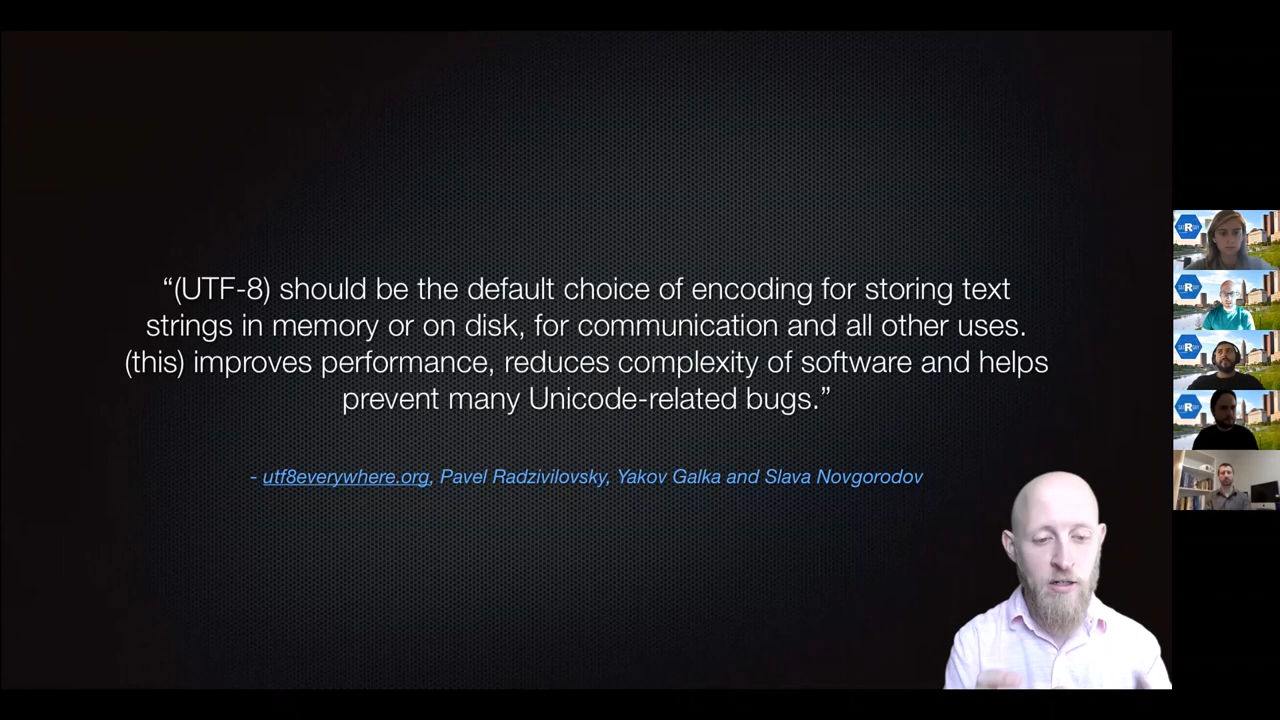 “(UTF-8) should be the default choice of encoding for storing text
strings in memory or on disk, for communication and all other uses.
(this) improves performance, reduces complexity of software and helps
prevent many Unicode-related bugs.”
- utf8everywhere.org, Pavel Radzivilovsky, Yakov Galka and Slava Novgorodov